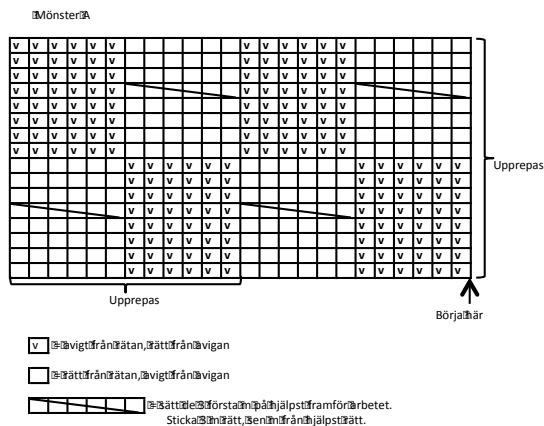 Mönster A
v v v v v v v v v v v v
v v v v v v v v v v v v
v v v v v v v v v v v v
v v v v v v v v v v v v
v v v v v v v v v v v v
v v v v v v v v v v v v
v v v v v v v v v v v v
v v v v v v v v v v v v
v v v v v v v v v v v v
Upprepas
v v v v v v v v v v v v
v v v v v v v v v v v v
v v v v v v v v v v v v
v v v v v v v v v v v v
v v v v v v v v v v v v
v v v v v v v v v v v v
v v v v v v v v v v v v
Upprepas
Börja här
v = avigt från rätan, rätt från avigan
= rätt från rätan, avigt från avigan
= sätt de 3 första m på hjälpst framför arbetet.
Sticka 3 m rätt, sen m från hjälpst rätt.